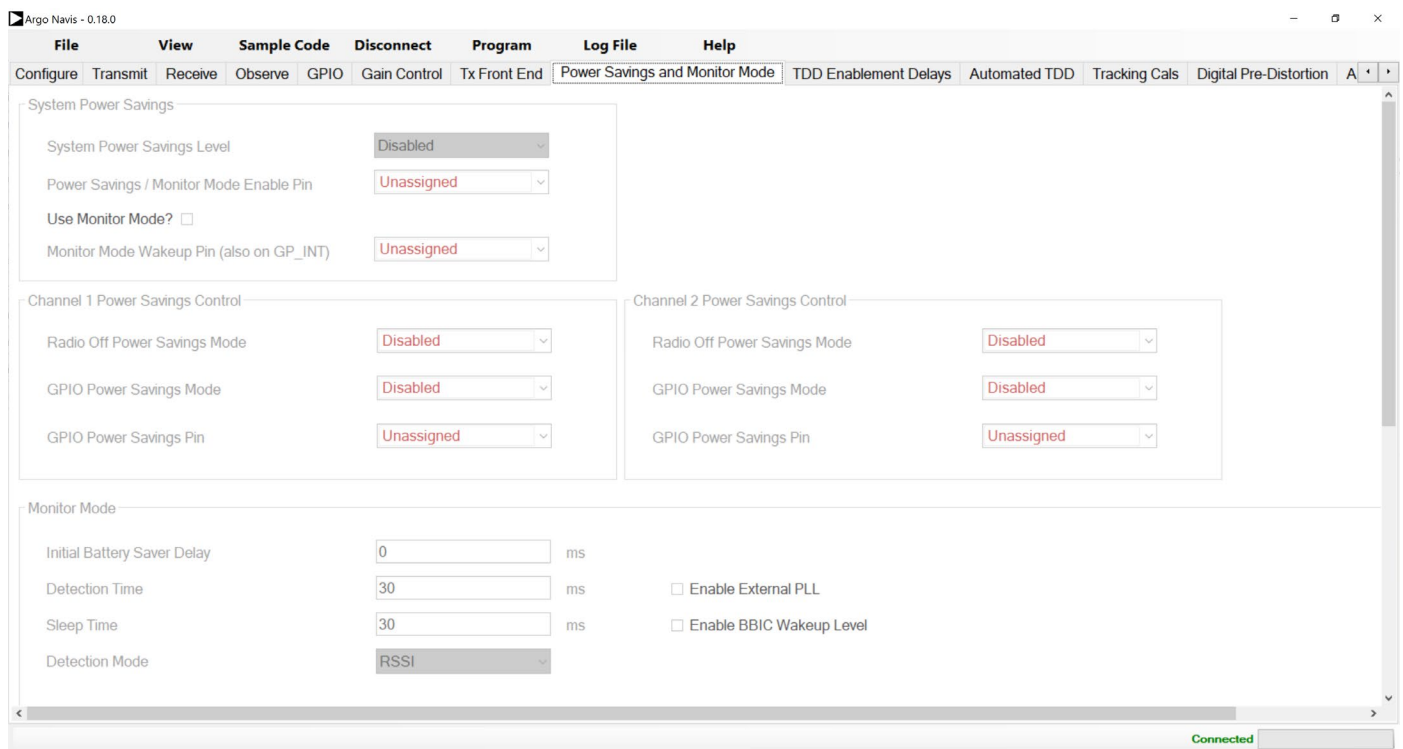 Argo Navis - 0.18.0
File View Sample Code Disconnect Program Log File Help
Configure Transmit Receive Observe GPIO Gain Control Tx Front End Power Savings and Monitor Mode TDD Enablement Delays Automated TDD Tracking Cals Digital Pre-Distortion A
System Power Savings
System Power Savings Level Disabled
Power Savings / Monitor Mode Enable Pin Unassigned
Use Monitor Mode?
Monitor Mode Wakeup Pin (also on GP_INT) Unassigned
Channel 1 Power Savings Control Channel 2 Power Savings Control
Radio Off Power Savings Mode Disabled Radio Off Power Savings Mode Disabled
GPIO Power Savings Mode Disabled GPIO Power Savings Mode Disabled
GPIO Power Savings Pin Unassigned GPIO Power Savings Pin Unassigned
Monitor Mode
Initial Battery Saver Delay 0 ms
Detection Time 30 ms Enable External PLL
Sleep Time 30 ms Enable BBIC Wakeup Level
Detection Mode RSSI
Connected